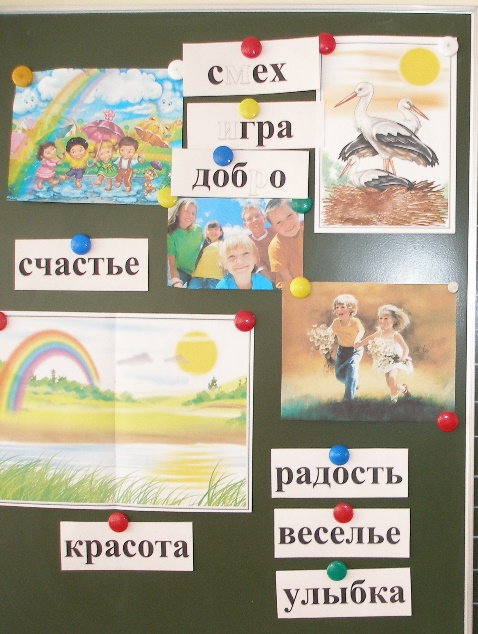 смех
игра
добро
счастье
радость
веселье
красота
улыбка